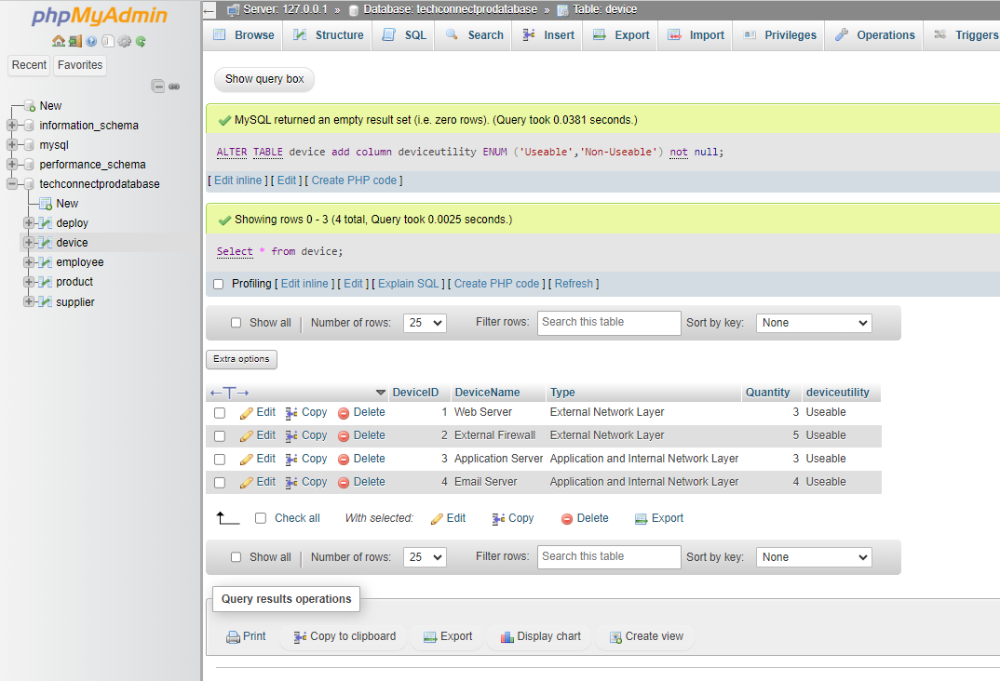 phpMyAdmin
Recent Favorites
New
information_schema
mysql
performance_schema
techconnectprodatabase
New
deploy
device
employee
product
supplier
Server: 127.0.0.1 » Database: techconnectprodatabase » Table: device
Browse Structure SQL Search Insert Export Import Privileges Operations Triggers
Show query box
MySQL returned an empty result set (i.e. zero rows). (Query took 0.0381 seconds.)
ALTER TABLE device add column deviceutility ENUM ('Useable','Non-Useable') not null;
[ Edit inline ] [ Edit ] [ Create PHP code ]
Showing rows 0 - 3 (4 total, Query took 0.0025 seconds.)
Select * from device;
Profiling [ Edit inline ] [ Edit ] [ Explain SQL ] [ Create PHP code ] [ Refresh ]
Show all | Number of rows: 25 Filter rows: Search this table Sort by key: None
Extra options
←T→ DeviceID DeviceName Type Quantity deviceutility
Edit Copy Delete 1 Web Server External Network Layer 3 Useable
Edit Copy Delete 2 External Firewall External Network Layer 5 Useable
Edit Copy Delete 3 Application Server Application and Internal Network Layer 3 Useable
Edit Copy Delete 4 Email Server Application and Internal Network Layer 4 Useable
Check all With selected: Edit Copy Delete Export
Show all | Number of rows: 25 Filter rows: Search this table Sort by key: None
Query results operations
Print Copy to clipboard Export Display chart Create view